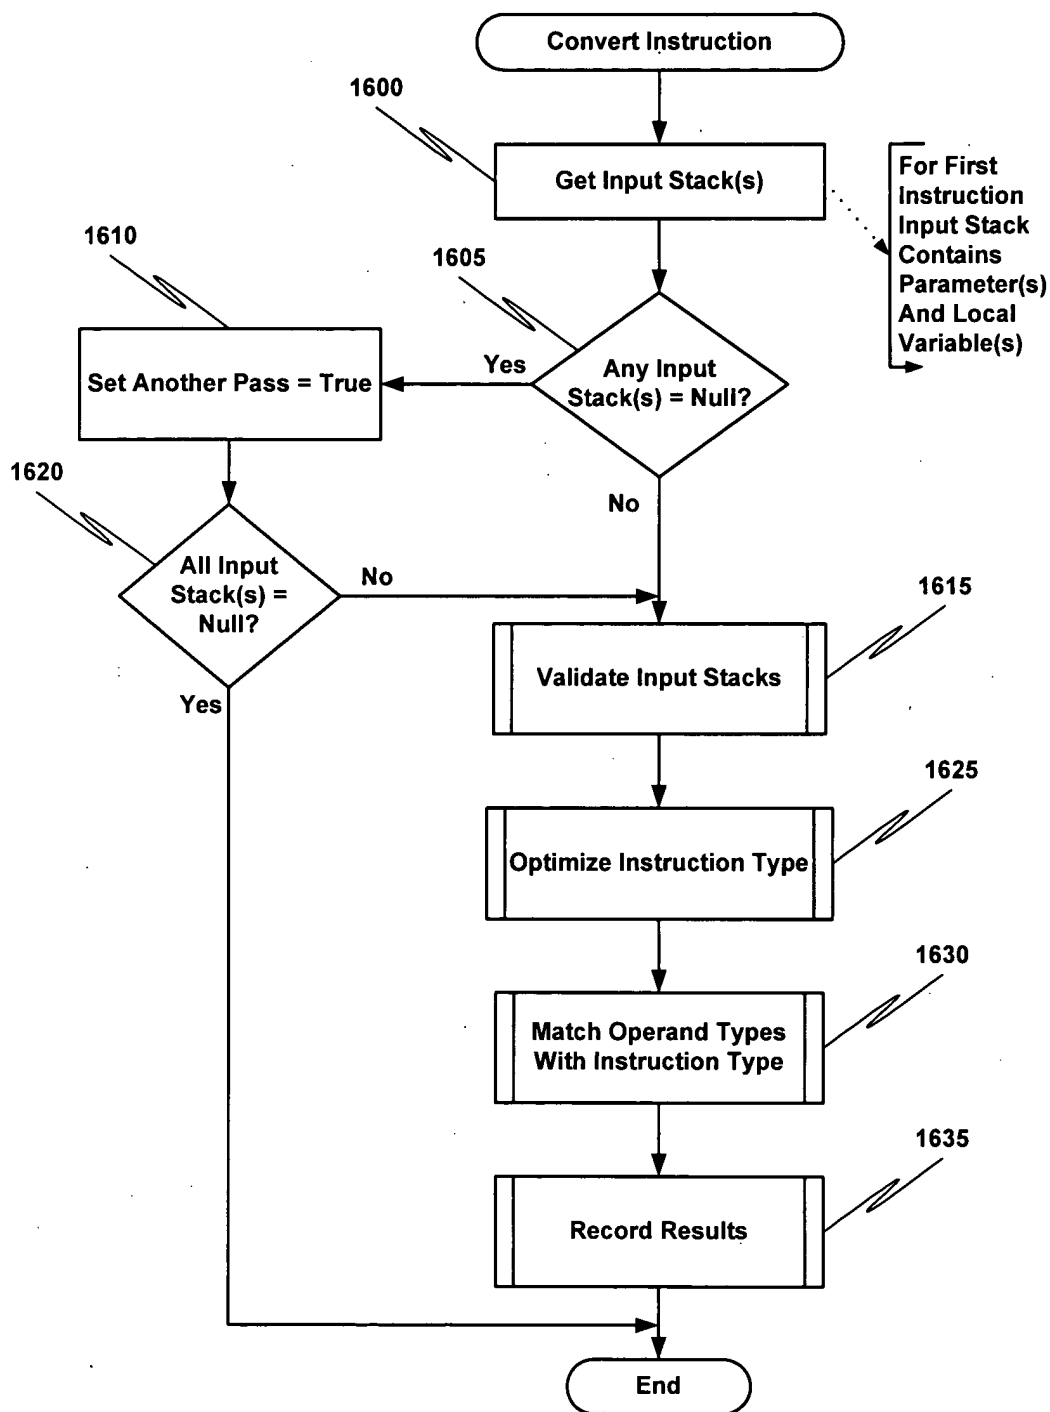 Convert Instruction
1600
Get Input Stack(s)
For First
Instruction
Input Stack
Contains
Parameter(s)
And Local
Variable(s)
1605
Any Input
Stack(s) = Null?
Yes
No
1610
Set Another Pass = True
1620
All Input
Stack(s) =
Null?
No
Yes
1615
Validate Input Stacks
1625
Optimize Instruction Type
1630
Match Operand Types
With Instruction Type
1635
Record Results
End